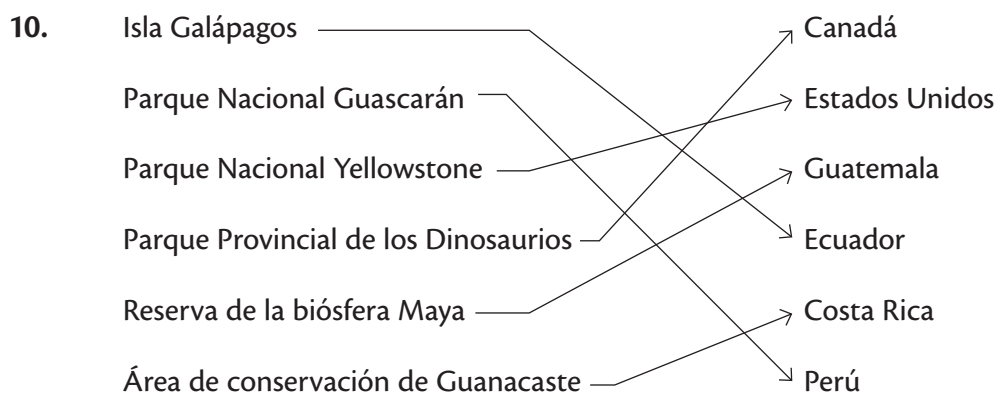 10. Isla Galápagos Canadá
Parque Nacional Guascarán Estados Unidos
Parque Nacional Yellowstone Guatemala
Parque Provincial de los Dinosaurios Ecuador
Reserva de la biósfera Maya Costa Rica
Área de conservación de Guanacaste Perú